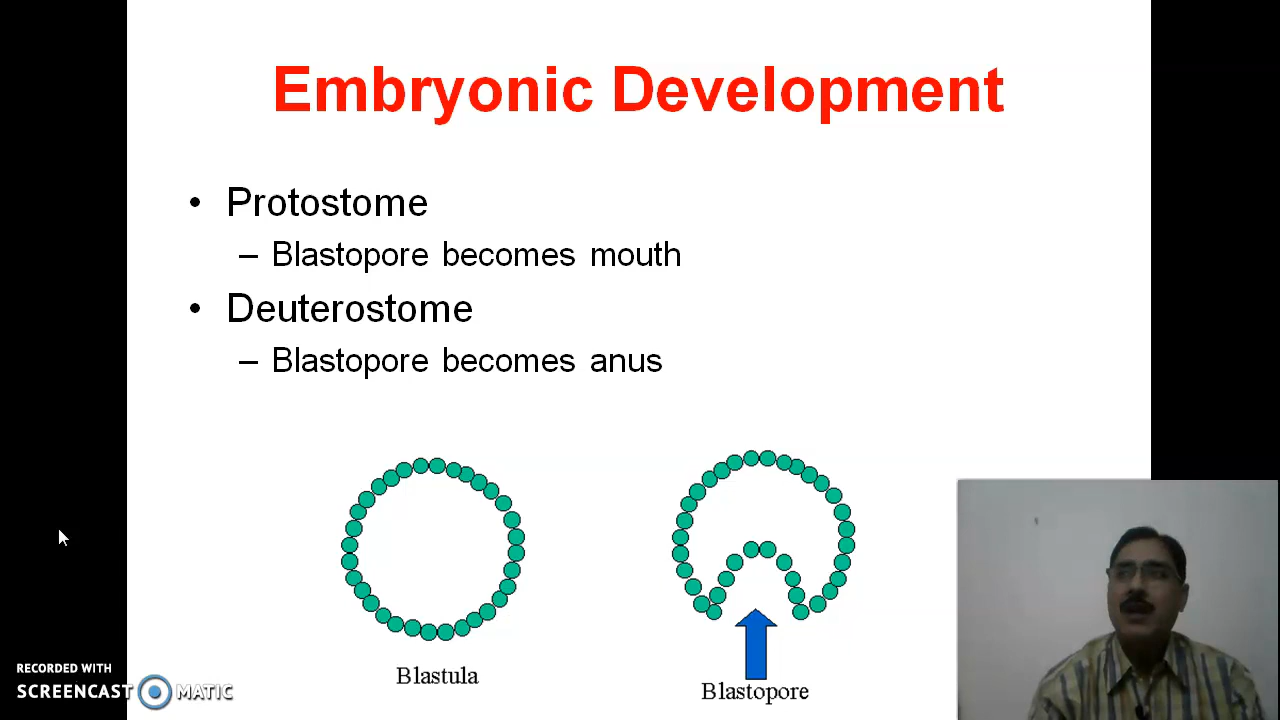 Embryonic Development
• Protostome
– Blastopore becomes mouth
• Deuterostome
– Blastopore becomes anus
Blastula
Blastopore
RECORDED WITH
SCREENCAST MATIC